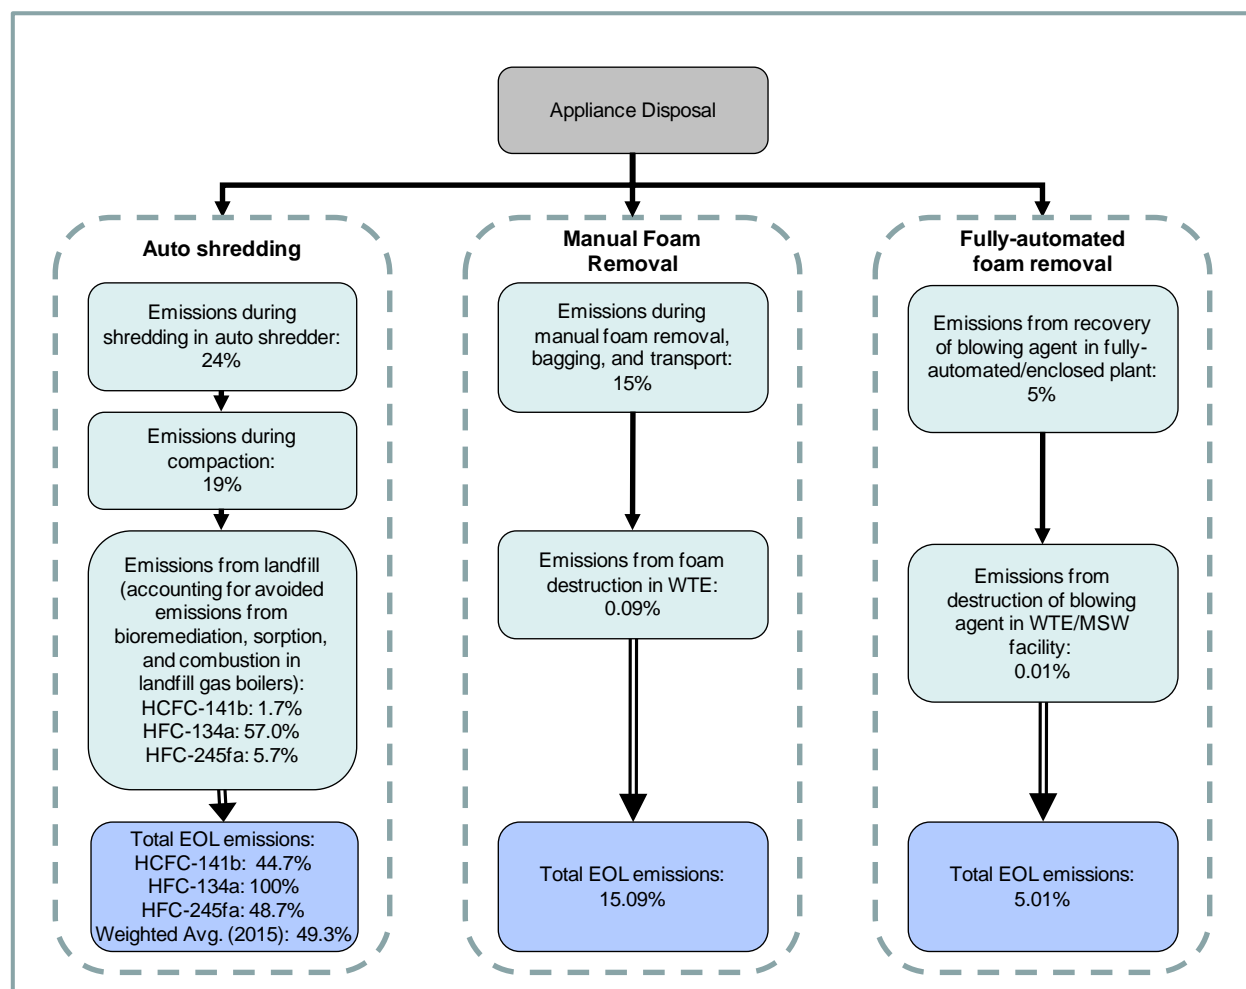 Appliance Disposal
Auto shredding
Emissions during
shredding in auto shredder:
24%
Emissions during
compaction:
19%
Emissions from landfill
(accounting for avoided
emissions from
bioremediation, sorption,
and combustion in
landfill gas boilers):
HCFC-141b: 1.7%
HFC-134a: 57.0%
HFC-245fa: 5.7%
Total EOL emissions:
HCFC-141b: 44.7%
HFC-134a: 100%
HFC-245fa: 48.7%
Weighted Avg. (2015): 49.3%
Manual Foam
Removal
Emissions during
manual foam removal,
bagging, and transport:
15%
Emissions from foam
destruction in WTE:
0.09%
Total EOL emissions:
15.09%
Fully-automated
foam removal
Emissions from recovery
of blowing agent in fully-
automated/enclosed plant:
5%
Emissions from
destruction of blowing
agent in WTE/MSW
facility:
0.01%
Total EOL emissions:
5.01%